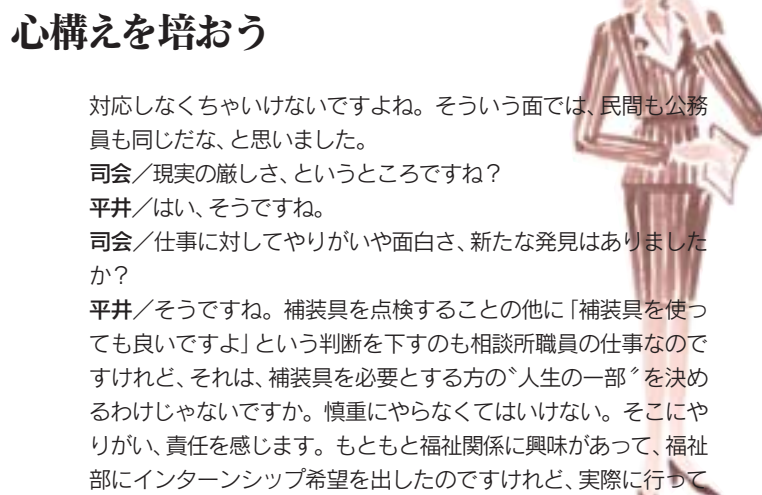 心構えを培おう
対応しなくちゃいけないですよね。そういう面では、民間も公務
員も同じだな、と思いました。
司会／現実の厳しさ、というところですね？
平井／はい、そうですね。
司会／仕事に対してやりがいや面白さ、新たな発見はありました
か？
平井／そうですね。補装具を点検することの他に「補装具を使っ
ても良いですよ」という判断を下すのも相談所職員の仕事なので
すけれど、それは、補装具を必要とする方の〝人生の一部〞を決め
るわけじゃないですか。慎重にやらなくてはいけない。そこにや
りがい、責任を感じます。もともと福祉関係に興味があって、福祉
部にインターンシップ希望を出したのですけれど、実際に行って